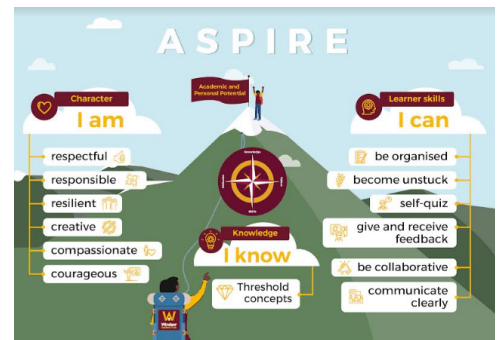 ASPIRE
Academic and
Personal Potential
Character
I am
respectful
responsible
resilient
creative
compassionate
courageous
Knowledge
I know
Threshold
concepts
Learner skills
I can
be organised
become unstuck
self-quiz
give and receive
feedback
be collaborative
communicate
clearly
Knowledge